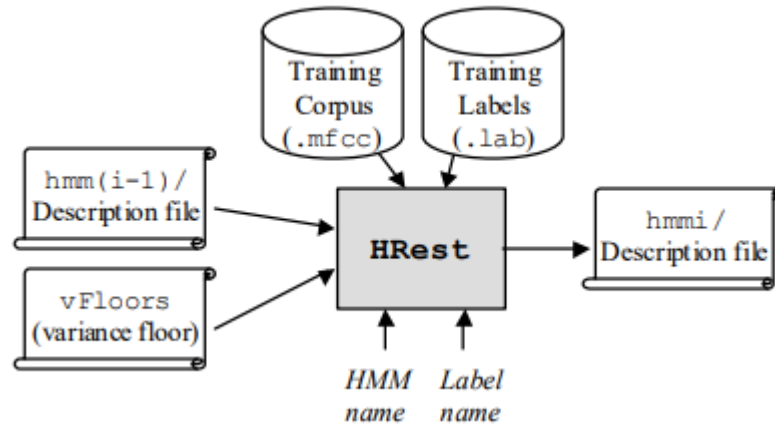 Training
Corpus
(.mfcc)
Training
Labels
(.lab)
hmm(i-1)/
Description file
vFloors
(variance floor)
HRest
hmmi/
Description file
HMM
name
Label
name